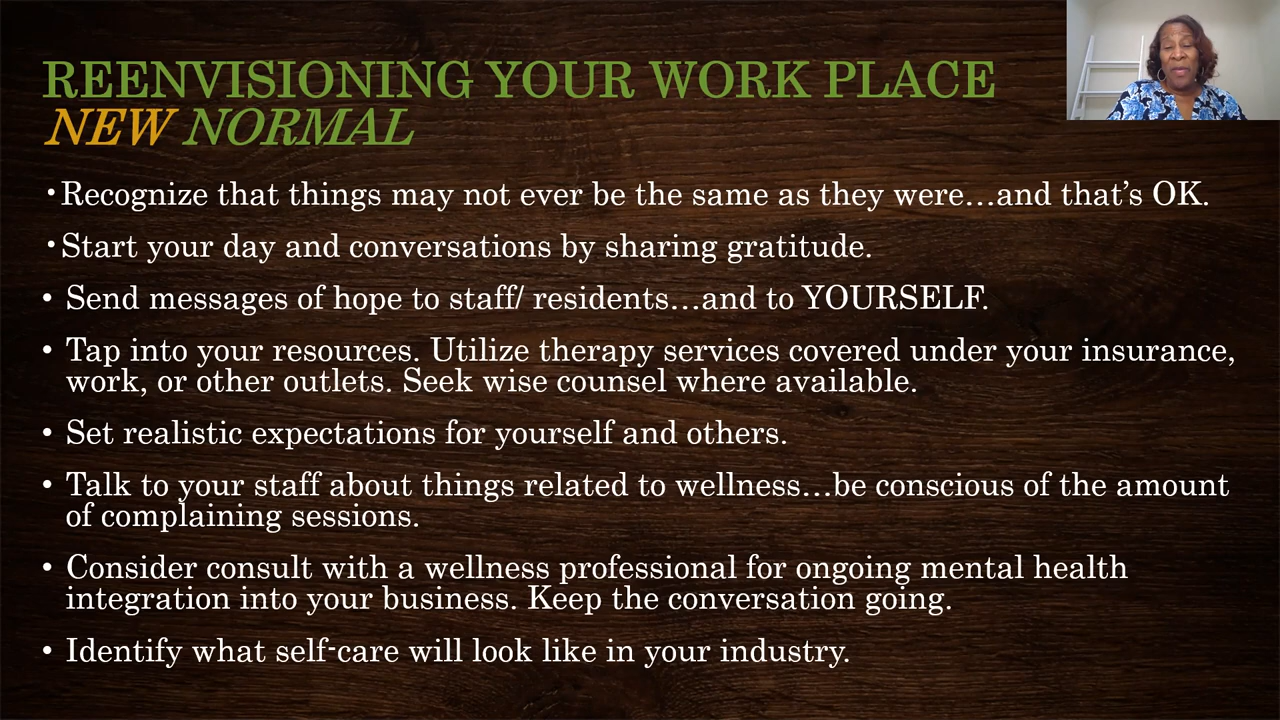 REENVISIONING YOUR WORK PLACE
NEW NORMAL
•Recognize that things may not ever be the same as they were…and that’s OK.
•Start your day and conversations by sharing gratitude.
• Send messages of hope to staff/ residents…and to YOURSELF.
• Tap into your resources. Utilize therapy services covered under your insurance,
work, or other outlets. Seek wise counsel where available.
• Set realistic expectations for yourself and others.
• Talk to your staff about things related to wellness…be conscious of the amount
of complaining sessions.
• Consider consult with a wellness professional for ongoing mental health
integration into your business. Keep the conversation going.
• Identify what self-care will look like in your industry.